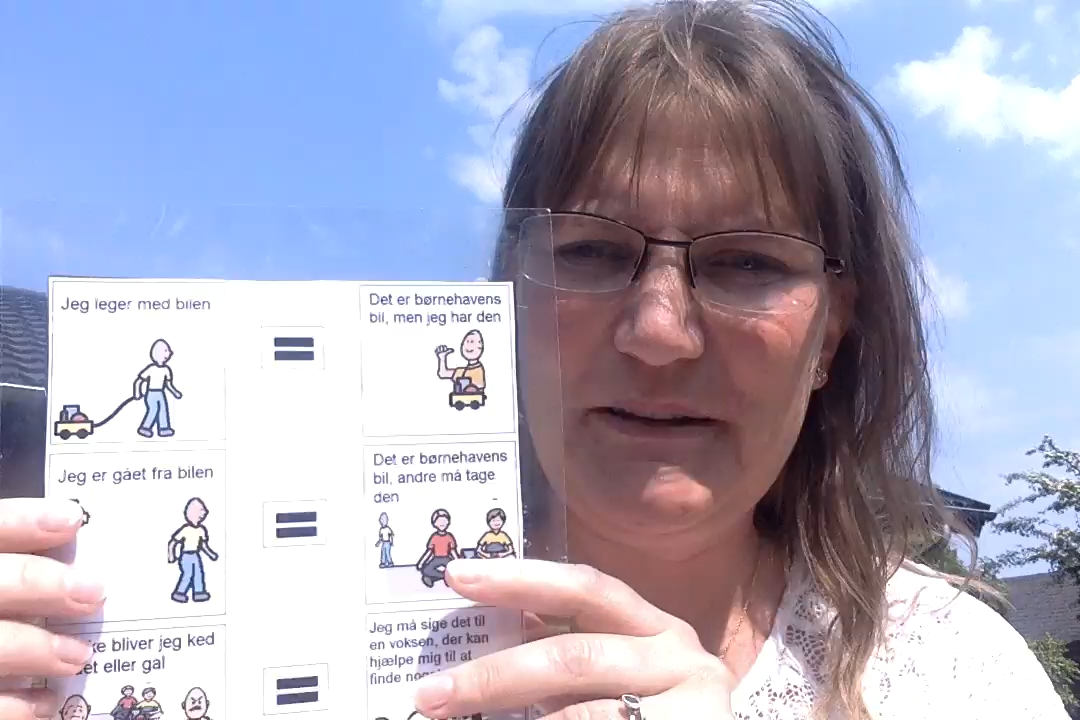 Jeg leger med bilen
Det er børnehavens
bil, men jeg har den
Jeg er gået fra bilen
Det er børnehavens
bil, andre må tage
den
bliver jeg ked
eller gal
Jeg må sige det til
en voksen, der kan
hjælpe mig til at
finde